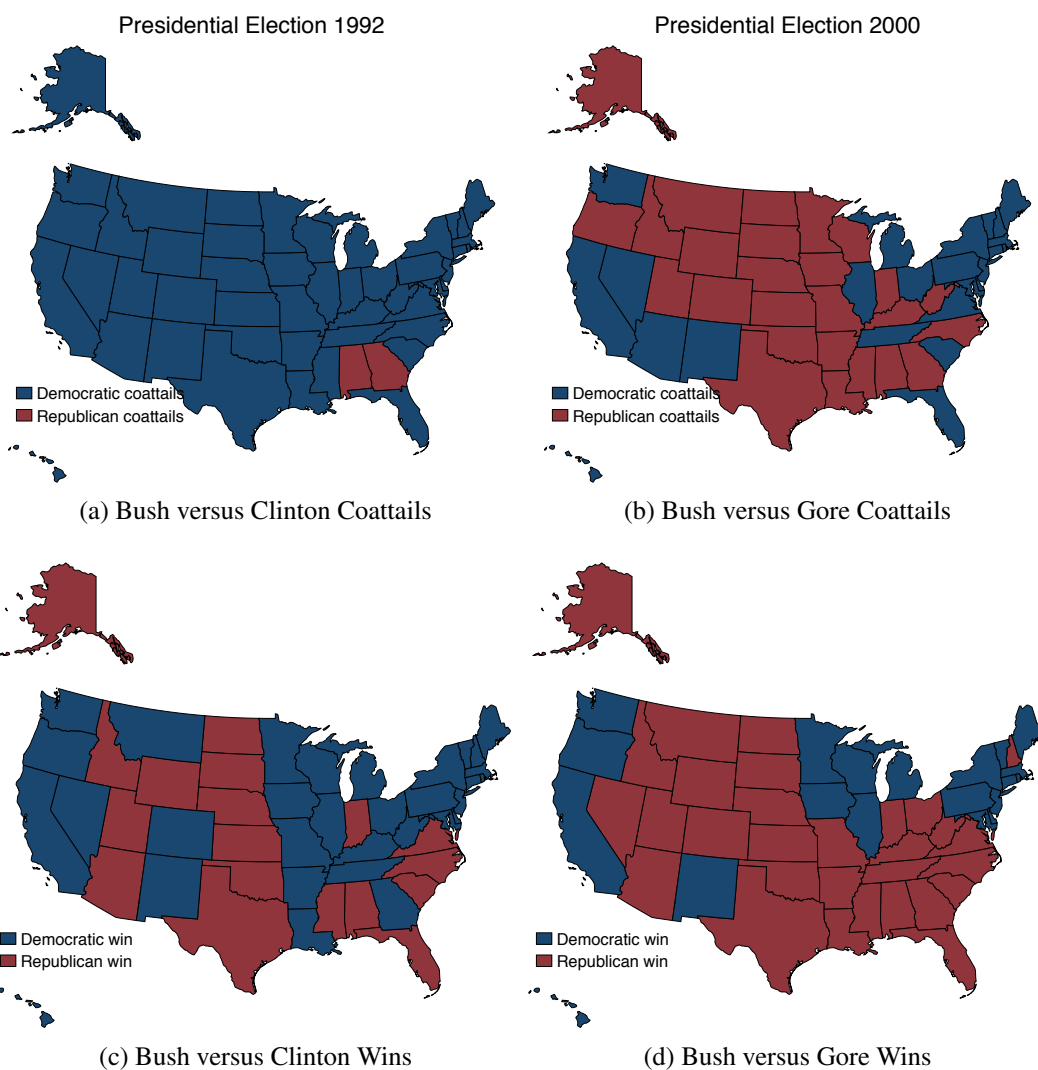 Presidential Election 1992
Presidential Election 2000
Democratic coattails
Republican coattails
Democratic coattails
Republican coattails
(a) Bush versus Clinton Coattails
(b) Bush versus Gore Coattails
Democratic win
Republican win
Democratic win
Republican win
(c) Bush versus Clinton Wins
(d) Bush versus Gore Wins